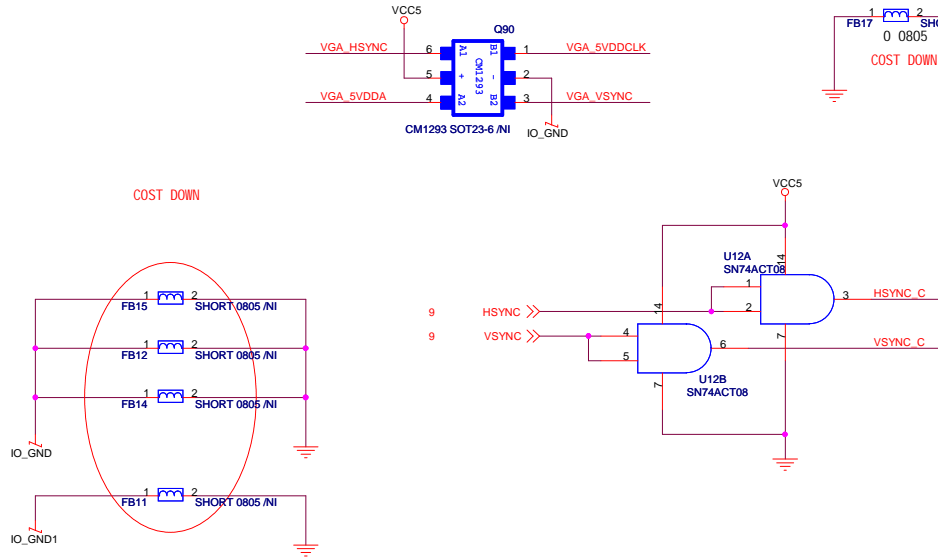 VCC5
Q90
VGA_HSYNC 6 A1 B1 1 VGA_5VDDCLK
5 + CM1293 - 2
VGA_5VDDA 4 A2 B2 3 VGA_VSYNC
CM1293 SOT23-6 /NI
IO_GND
1 2
FB17
0 0805
COST DOWN
COST DOWN
1 2
FB15 SHORT 0805 /NI
1 2
FB12 SHORT 0805 /NI
1 2
FB14 SHORT 0805 /NI
IO_GND
1 2
FB11 SHORT 0805 /NI
IO_GND1
VCC5
U12A
SN74ACT08
14
1
2
3 HSYNC_C
7
9 HSYNC
9 VSYNC
14
4
5
6 VSYNC_C
7
U12B
SN74ACT08